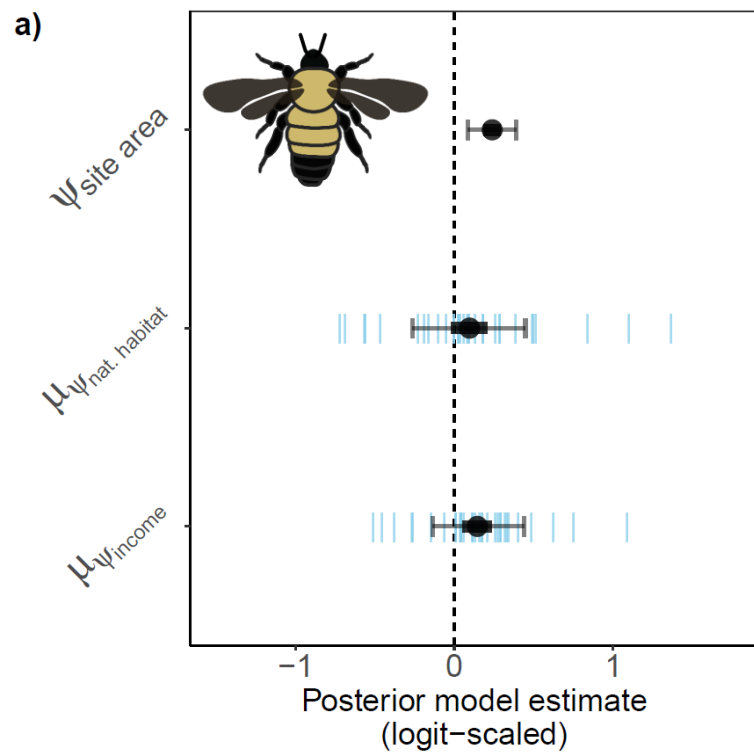 a)
ψsite area
μψnat. habitat
μψincome
−1 0 1
Posterior model estimate
(logit−scaled)